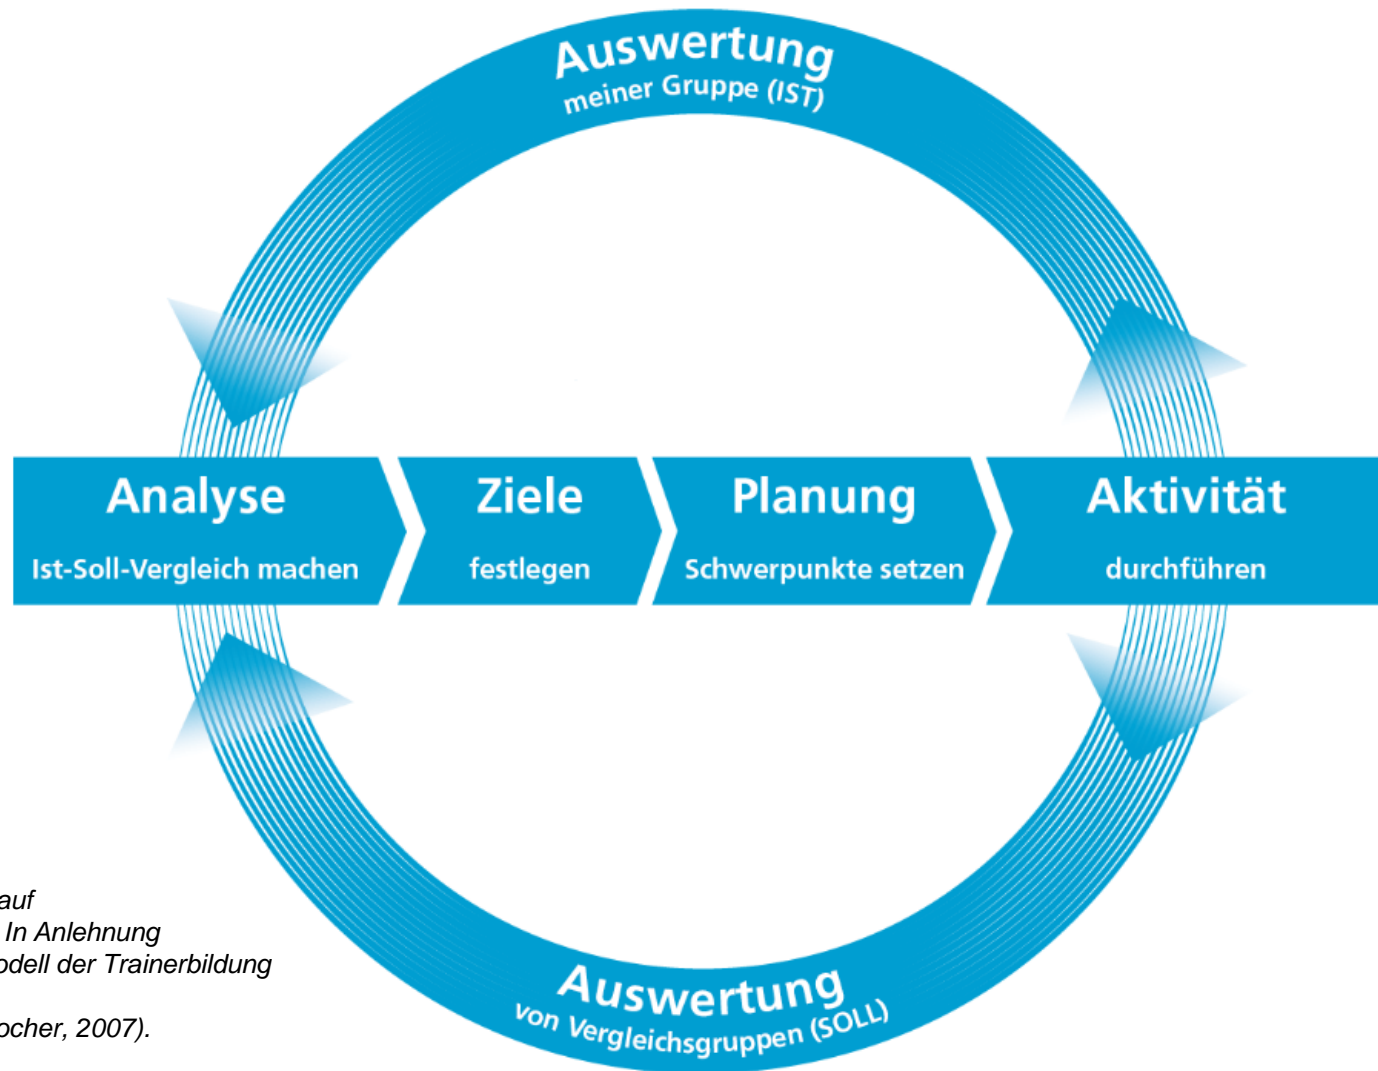 Auswertung
meiner Gruppe (IST)
Analyse
Ist-Soll-Vergleich machen
Ziele
festlegen
Planung
Schwerpunkte setzen
Aktivität
durchführen
auf
In Anlehnung
odell der Trainerbildung
ocher, 2007).
Auswertung
von Vergleichsgruppen (SOLL)